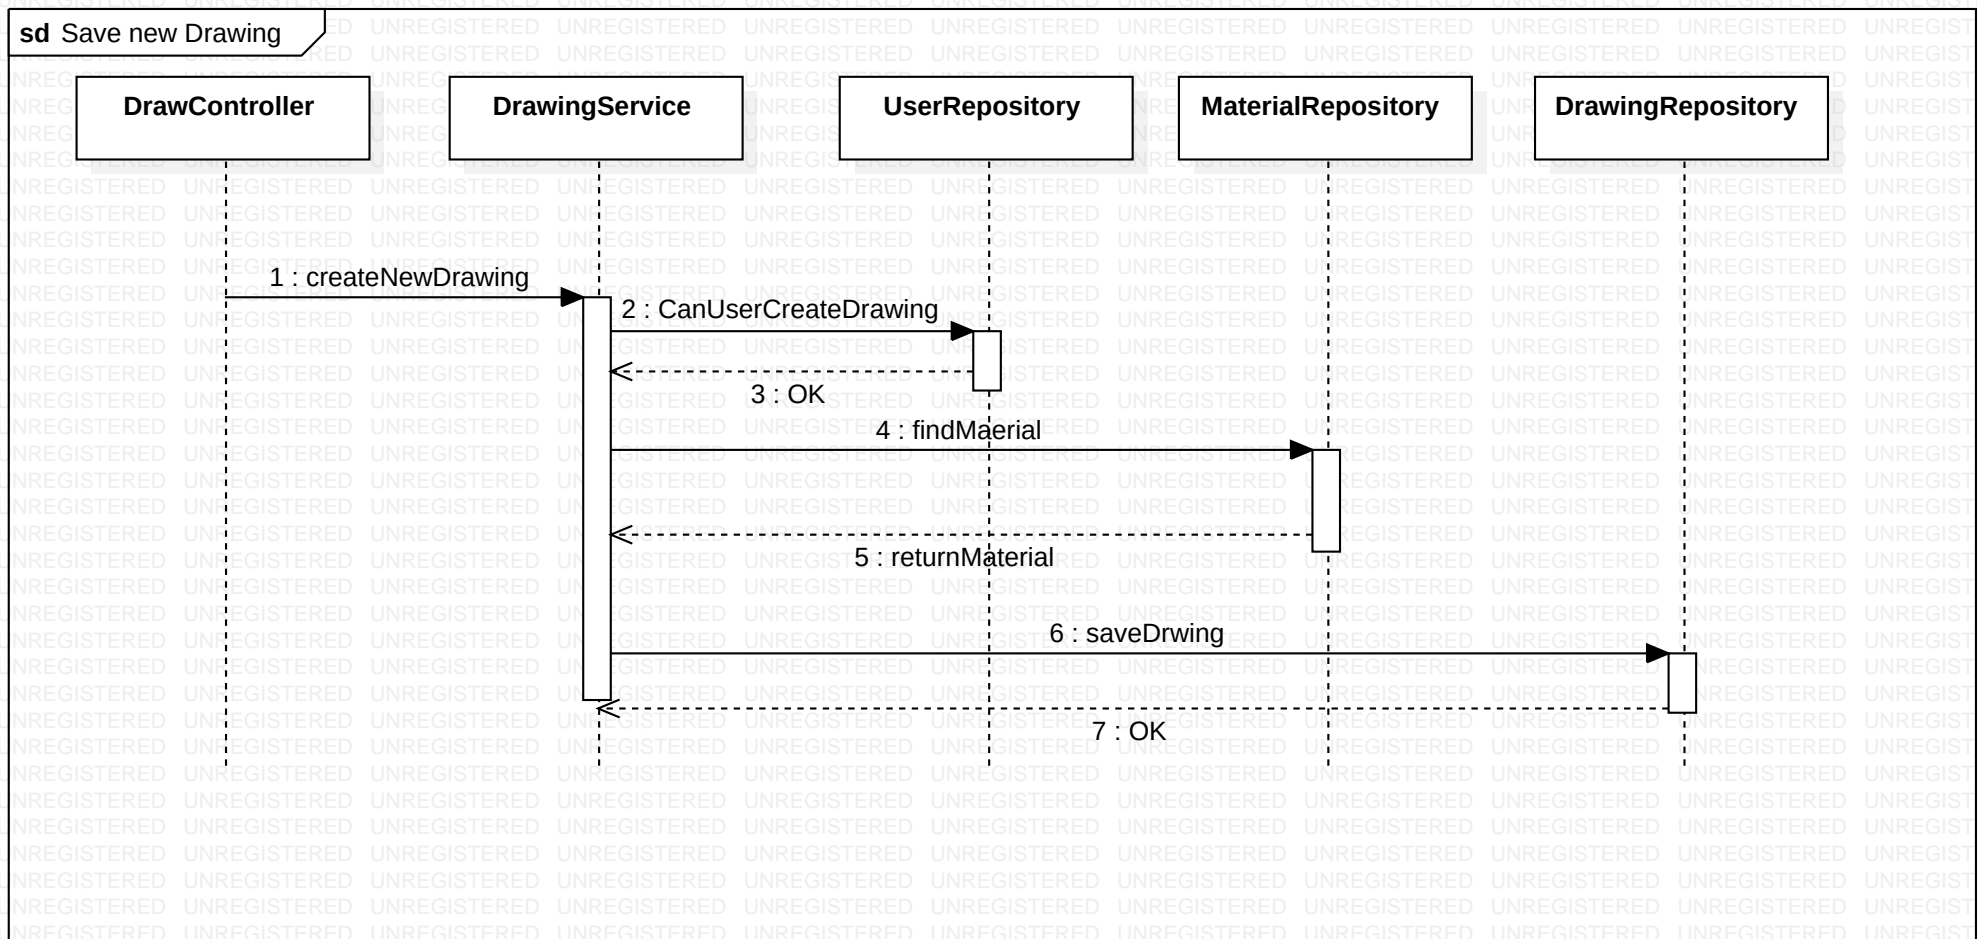 sd Save new Drawing
DrawController
DrawingService
UserRepository
MaterialRepository
DrawingRepository
1 : createNewDrawing
2 : CanUserCreateDrawing
3 : OK
4 : findMaerial
5 : returnMaterial
6 : saveDrwing
7 : OK
UNREGISTERED